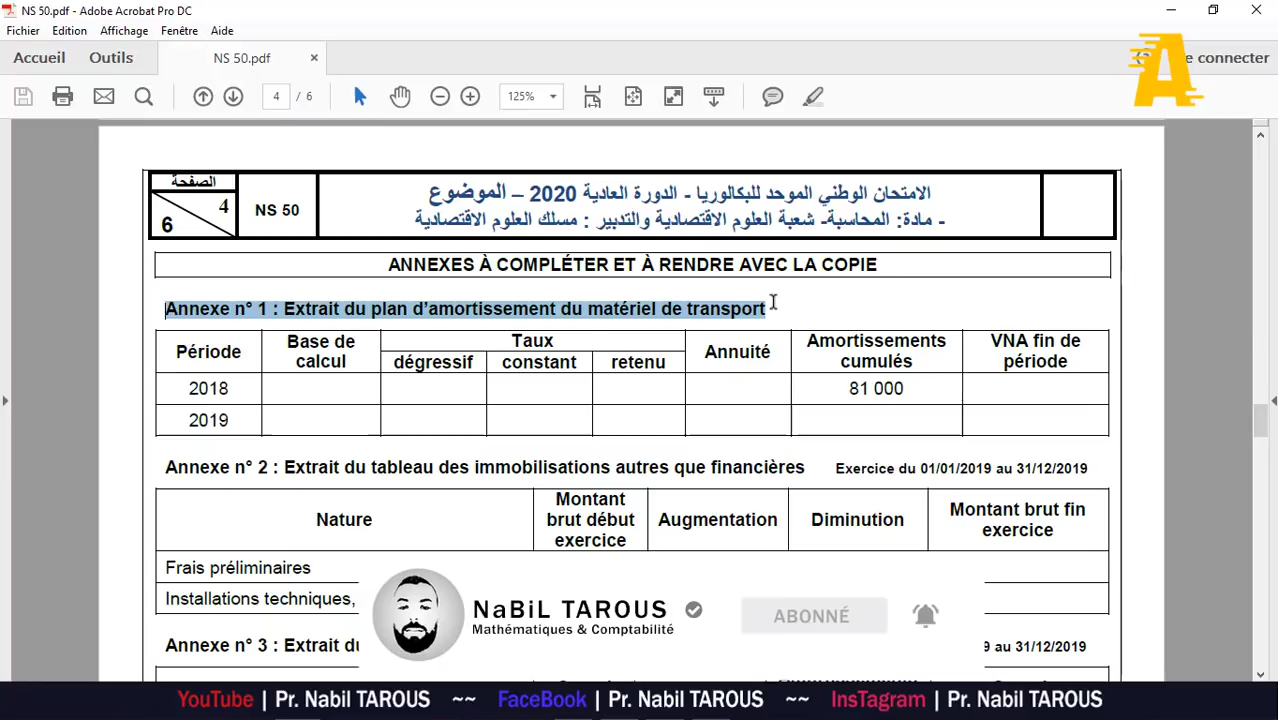 NS 50.pdf - Adobe Acrobat Pro DC
Fichier Edition Affichage Fenêtre Aide
Accueil Outils NS 50.pdf × connecter
4 / 6 125%
الصفحة
4
6
NS 50
الامتحان الوطني الموحد للبكالوريا - الدورة العادية 2020 – الموضوع
- مادة: المحاسبة- شعبة العلوم الاقتصادية والتدبير : مسلك العلوم الاقتصادية
ANNEXES À COMPLÉTER ET À RENDRE AVEC LA COPIE
Annexe n° 1 : Extrait du plan d’amortissement du matériel de transport
Période Base de calcul Taux Annuité Amortissements cumulés VNA fin de période
dégressif constant retenu
2018 81 000
2019
Annexe n° 2 : Extrait du tableau des immobilisations autres que financières Exercice du 01/01/2019 au 31/12/2019
Nature Montant brut début exercice Augmentation Diminution Montant brut fin exercice
Frais préliminaires
Installations techniques,
NaBiL TAROUS
Mathématiques & Comptabilité
ABONNÉ
Annexe n° 3 : Extrait 9 au 31/12/2019
YouTube | Pr. Nabil TAROUS ~~ FaceBook | Pr. Nabil TAROUS ~~ InsTagram | Pr. Nabil TAROUS